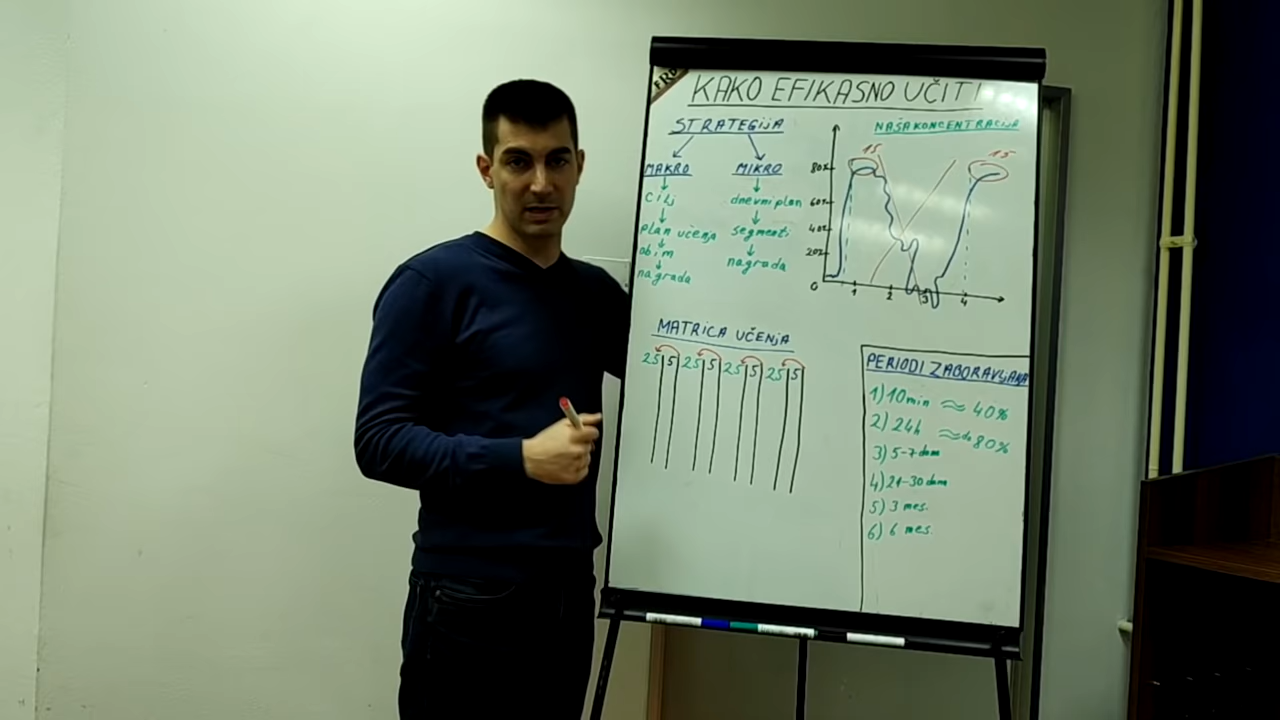 KAKO EFIKASNO UČITI
STRATEGIJA
MAKRO
cilj
plan učenja
obim
nagrada
MIKRO
dnevni plan
segmenti
nagrada
NAŠA KONCENTRACIJA
15
15
80%
60%
40%
20%
0
1
2
3
4
MATRICA UČENJA
25 5 25 5 25 5 25 5
PERIODI ZABORAVLJANJA
1) 10 min ≈ 40%
2) 24h ≈ do 80%
3) 5-7 dana
4) 21-30 dana
5) 3 mes.
6) 6 mes.